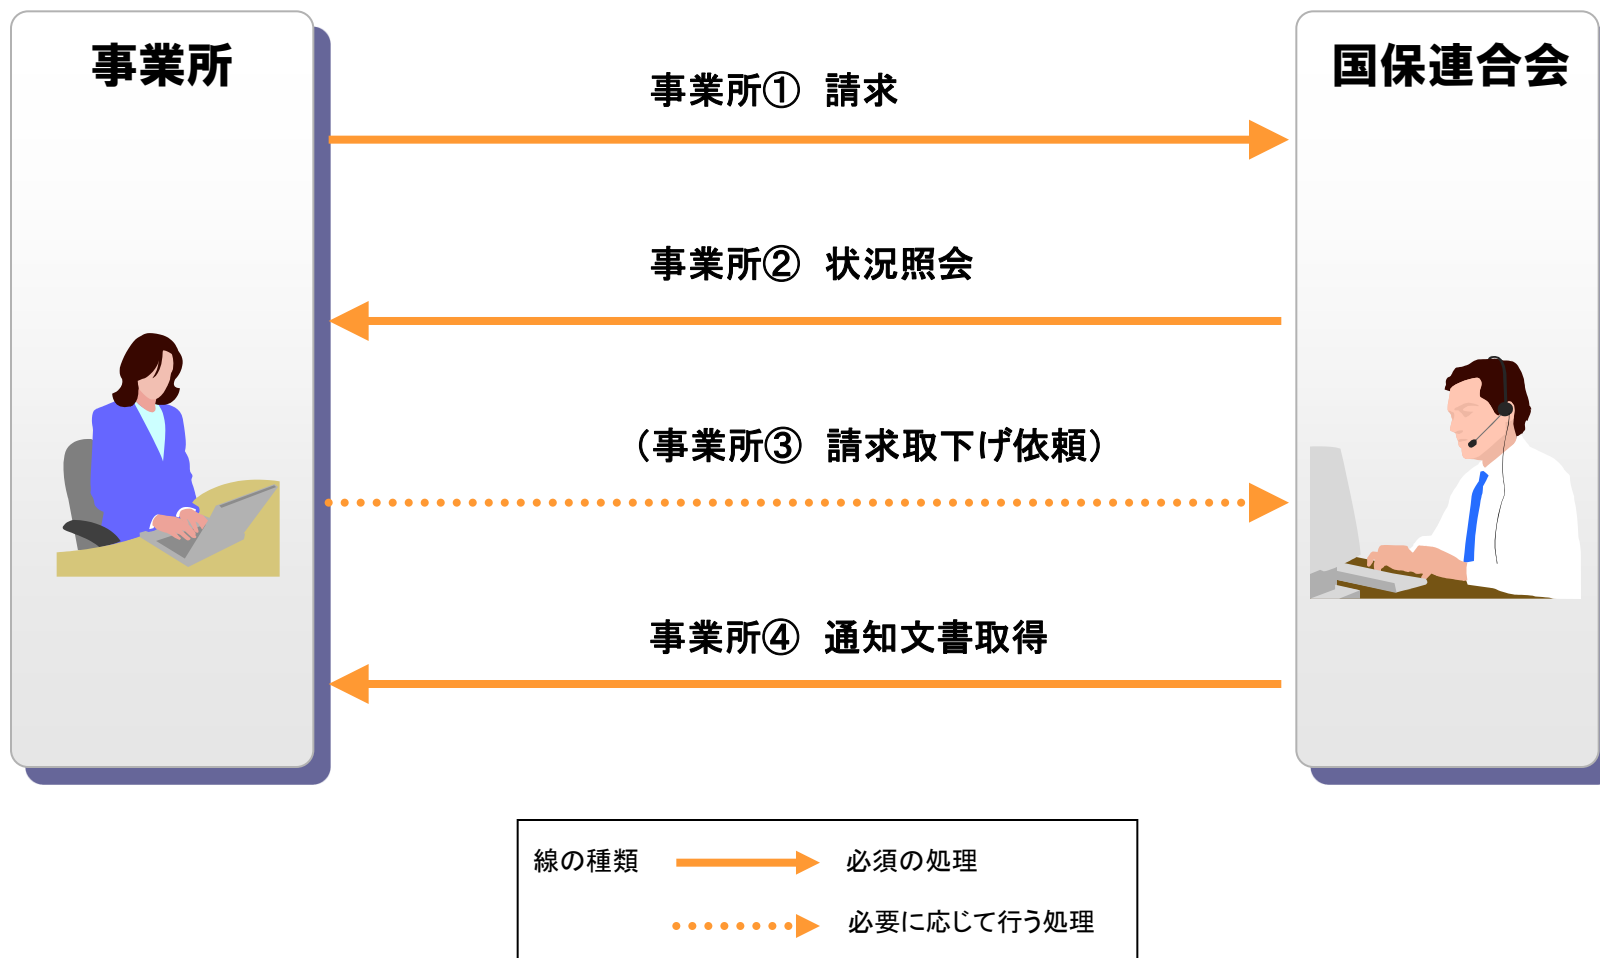 事業所
国保連合会
事業所① 請求
事業所② 状況照会
（事業所③ 請求取下げ依頼）
事業所④ 通知文書取得
線の種類 必須の処理
必要に応じて行う処理